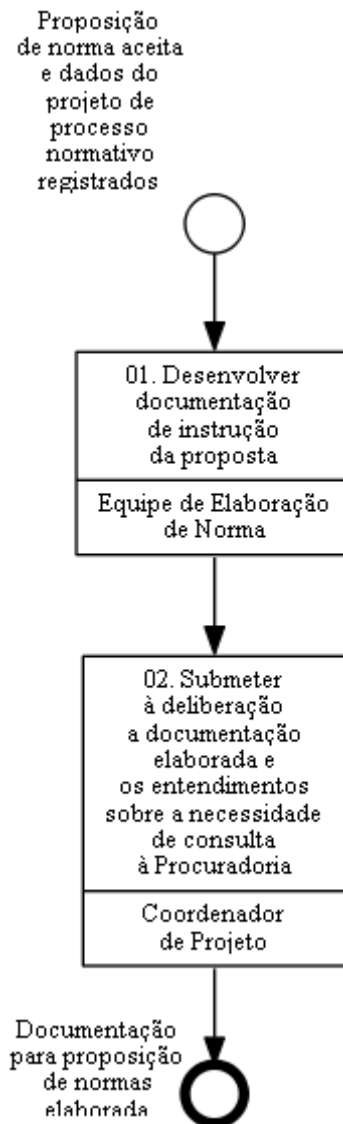 Proposição
de norma aceita
e dados do
projeto de
processo
normativo
registrados
01. Desenvolver
documentação
de instrução
da proposta
Equipe de Elaboração
de Norma
02. Submeter
à deliberação
a documentação
elaborada e
os entendimentos
sobre a necessidade
de consulta
à Procuradoria
Coordenador
de Projeto
Documentação
para proposição
de normas
elaborada